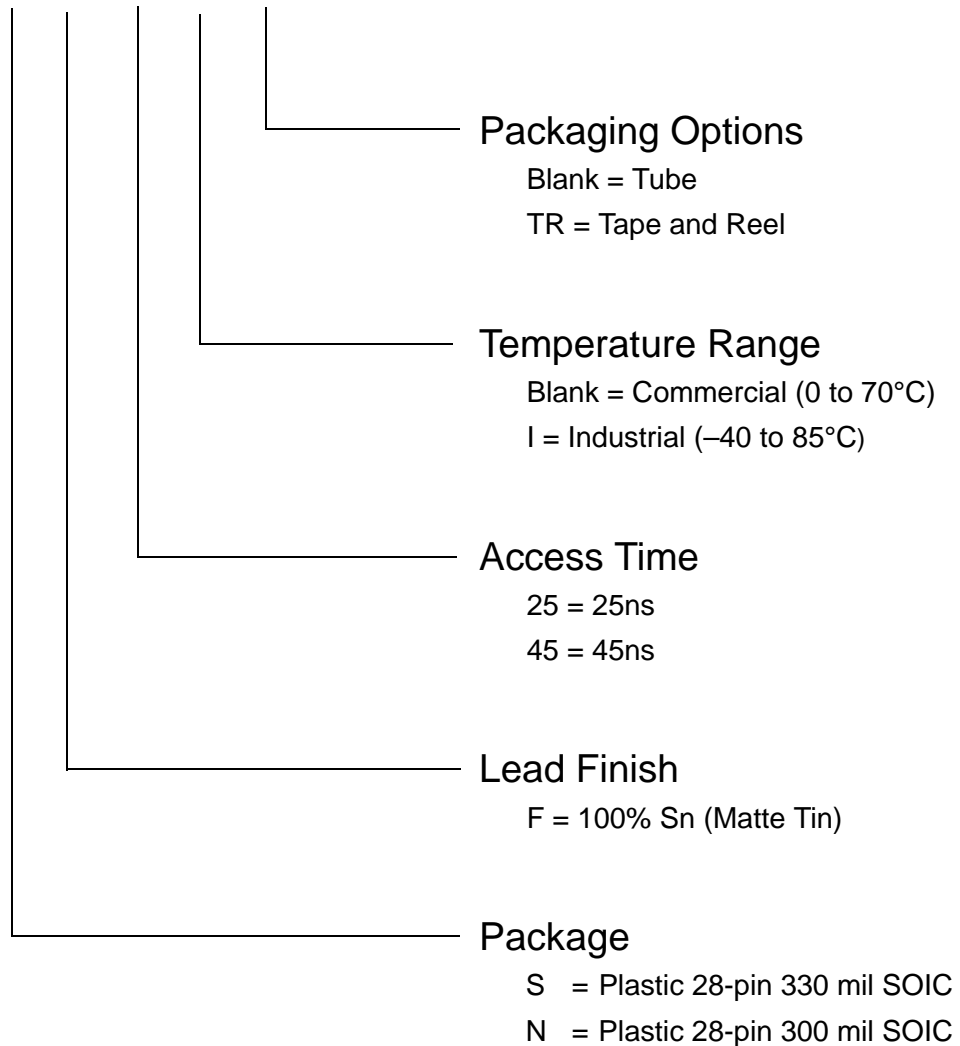 Packaging Options
Blank = Tube
TR = Tape and Reel
Temperature Range
Blank = Commercial (0 to 70°C)
I = Industrial (–40 to 85°C)
Access Time
25 = 25ns
45 = 45ns
Lead Finish
F = 100% Sn (Matte Tin)
Package
S = Plastic 28-pin 330 mil SOIC
N = Plastic 28-pin 300 mil SOIC